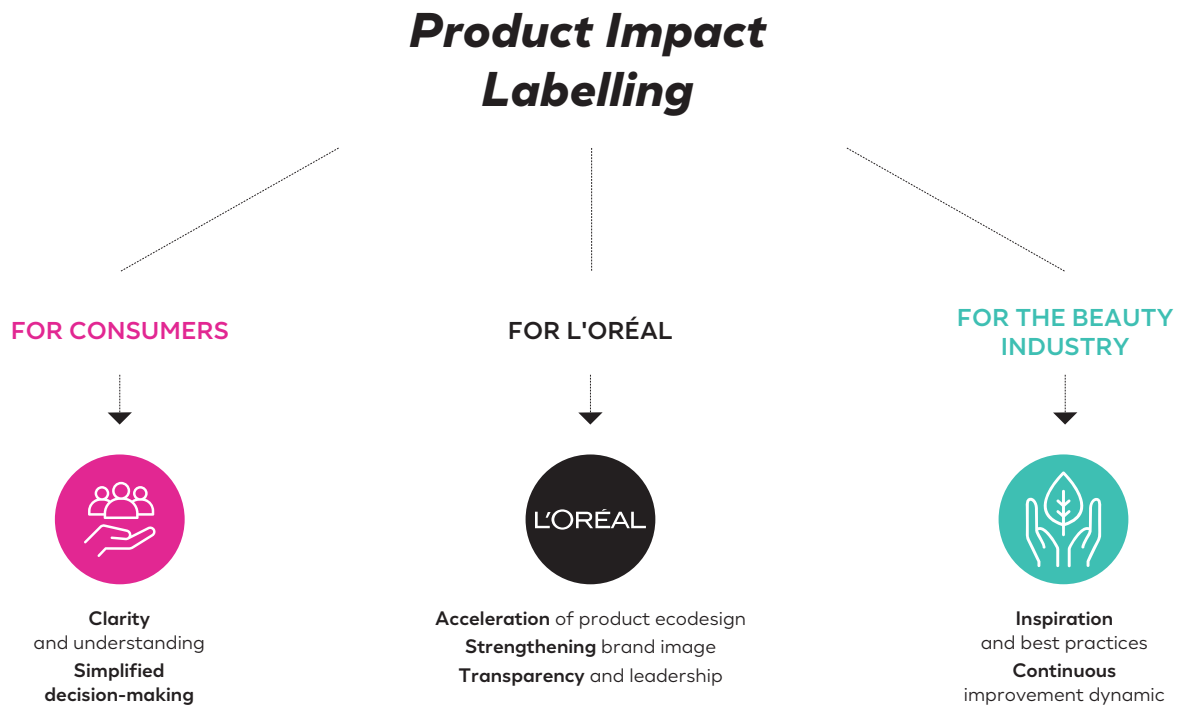 Product Impact
Labelling
FOR CONSUMERS
Clarity
and understanding
Simplified
decision-making
FOR L'ORÉAL
L'ORÉAL
Acceleration of product ecodesign
Strengthening brand image
Transparency and leadership
FOR THE BEAUTY
INDUSTRY
Inspiration
and best practices
Continuous
improvement dynamic